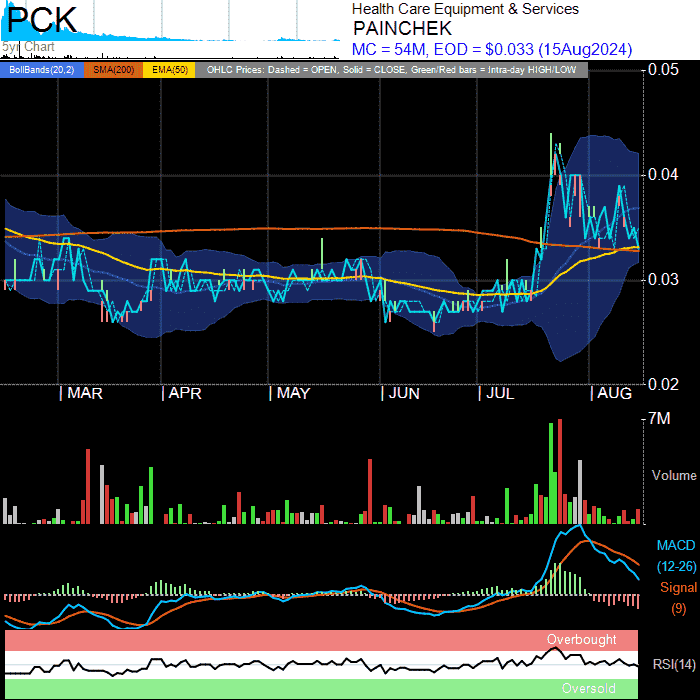 PCK
5yr Chart
Health Care Equipment & Services
PAINCHEK
MC = 54M, EOD = $0.033 (15Aug2024)
BollBands(20,2) SMA(200) EMA(50) OHLC Prices: Dashed = OPEN, Solid = CLOSE, Green/Red bars = Intra-day HIGH/LOW
0.05
0.04
0.03
0.02
MAR APR MAY JUN JUL AUG
7M
Volume
MACD
(12-26)
Signal
(9)
Overbought
RSI(14)
Oversold